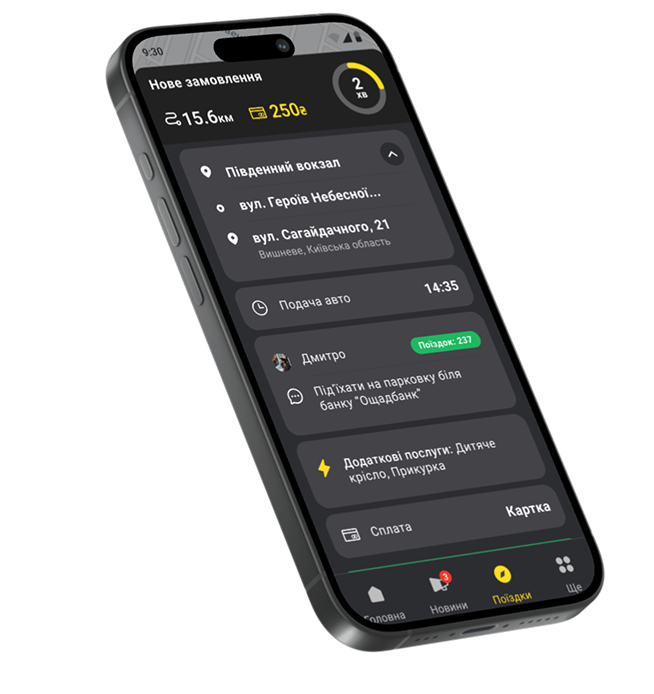 9:30
Нове замовлення
2
хв
15.6км
250₴
Південний вокзал
вул. Героїв Небесної...
вул. Сагайдачного, 21
Вишневе, Київська область
Подача авто
14:35
Дмитро
Поїздок: 237
Під'їхати на парковку біля
банку "Ощадбанк"
Додаткові послуги: Дитяче
крісло, Прикурка
Сплата
Картка
3
Головна
Новини
Поїздки
Ще